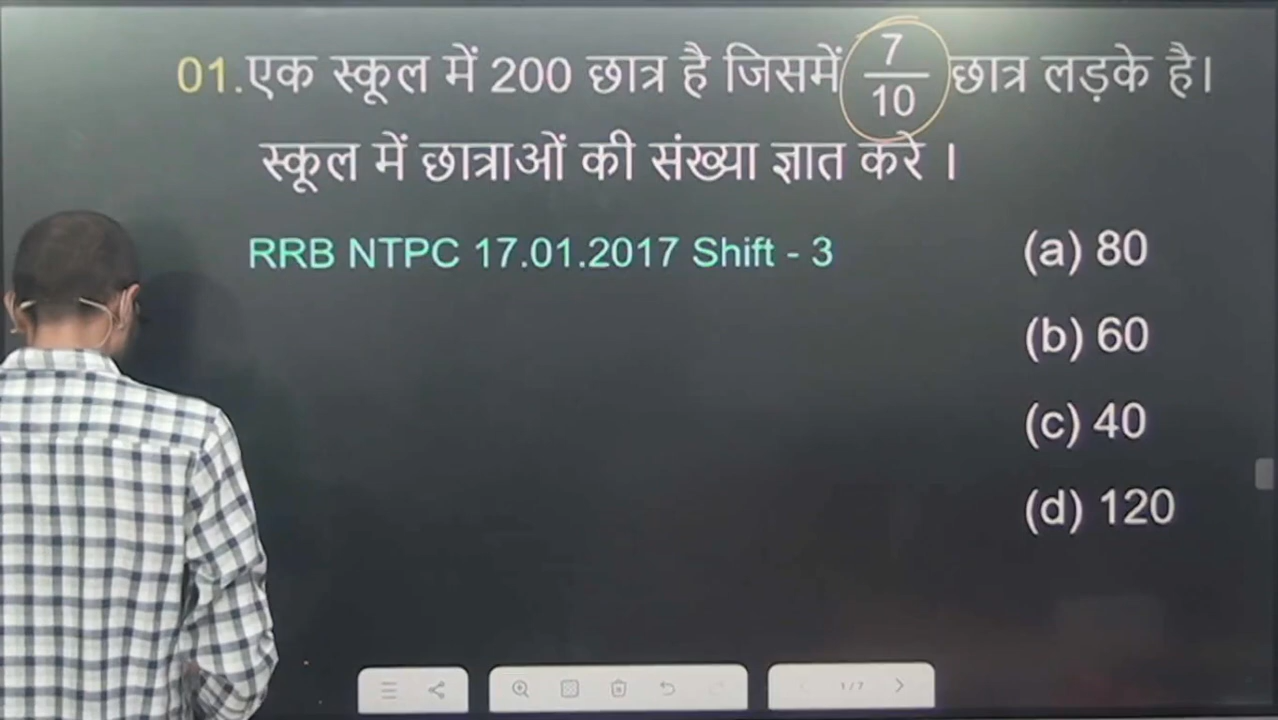 01.एक स्कूल में 200 छात्र है जिसमें 7/10 छात्र लड़के है।
स्कूल में छात्राओं की संख्या ज्ञात करे ।
RRB NTPC 17.01.2017 Shift - 3
(a) 80
(b) 60
(c) 40
(d) 120
1/7